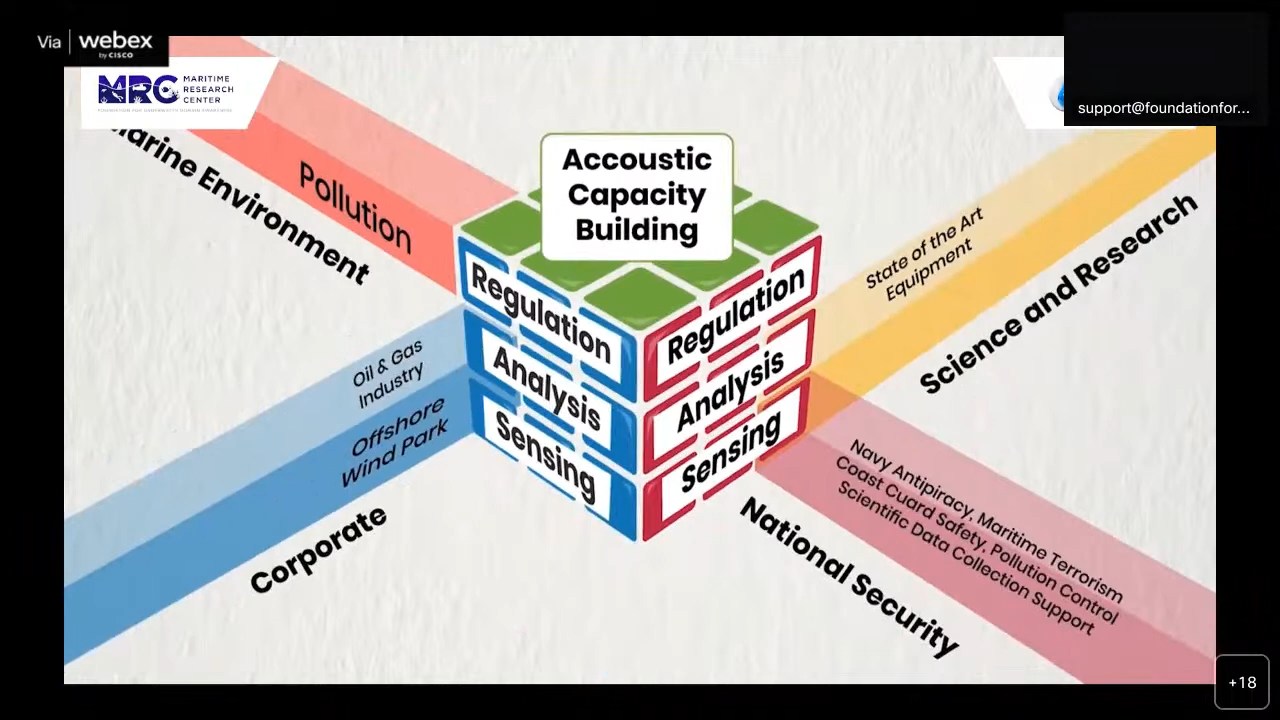 Via webex
by CISCO
MRC MARITIME
RESEARCH
CENTER
support@foundationfor...
Marine Environment
Pollution
Accoustic
Capacity
Building
Regulation
Analysis
Sensing
Regulation
Analysis
Sensing
State of the Art
Equipment
Science and Research
Oil & Gas
Industry
Offshore
Wind Park
Corporate
Navy Antipiracy, Maritime Terrorism
Coast Cuard Safety, Pollution Control
Scientific Data Collection Support
National Security
+18